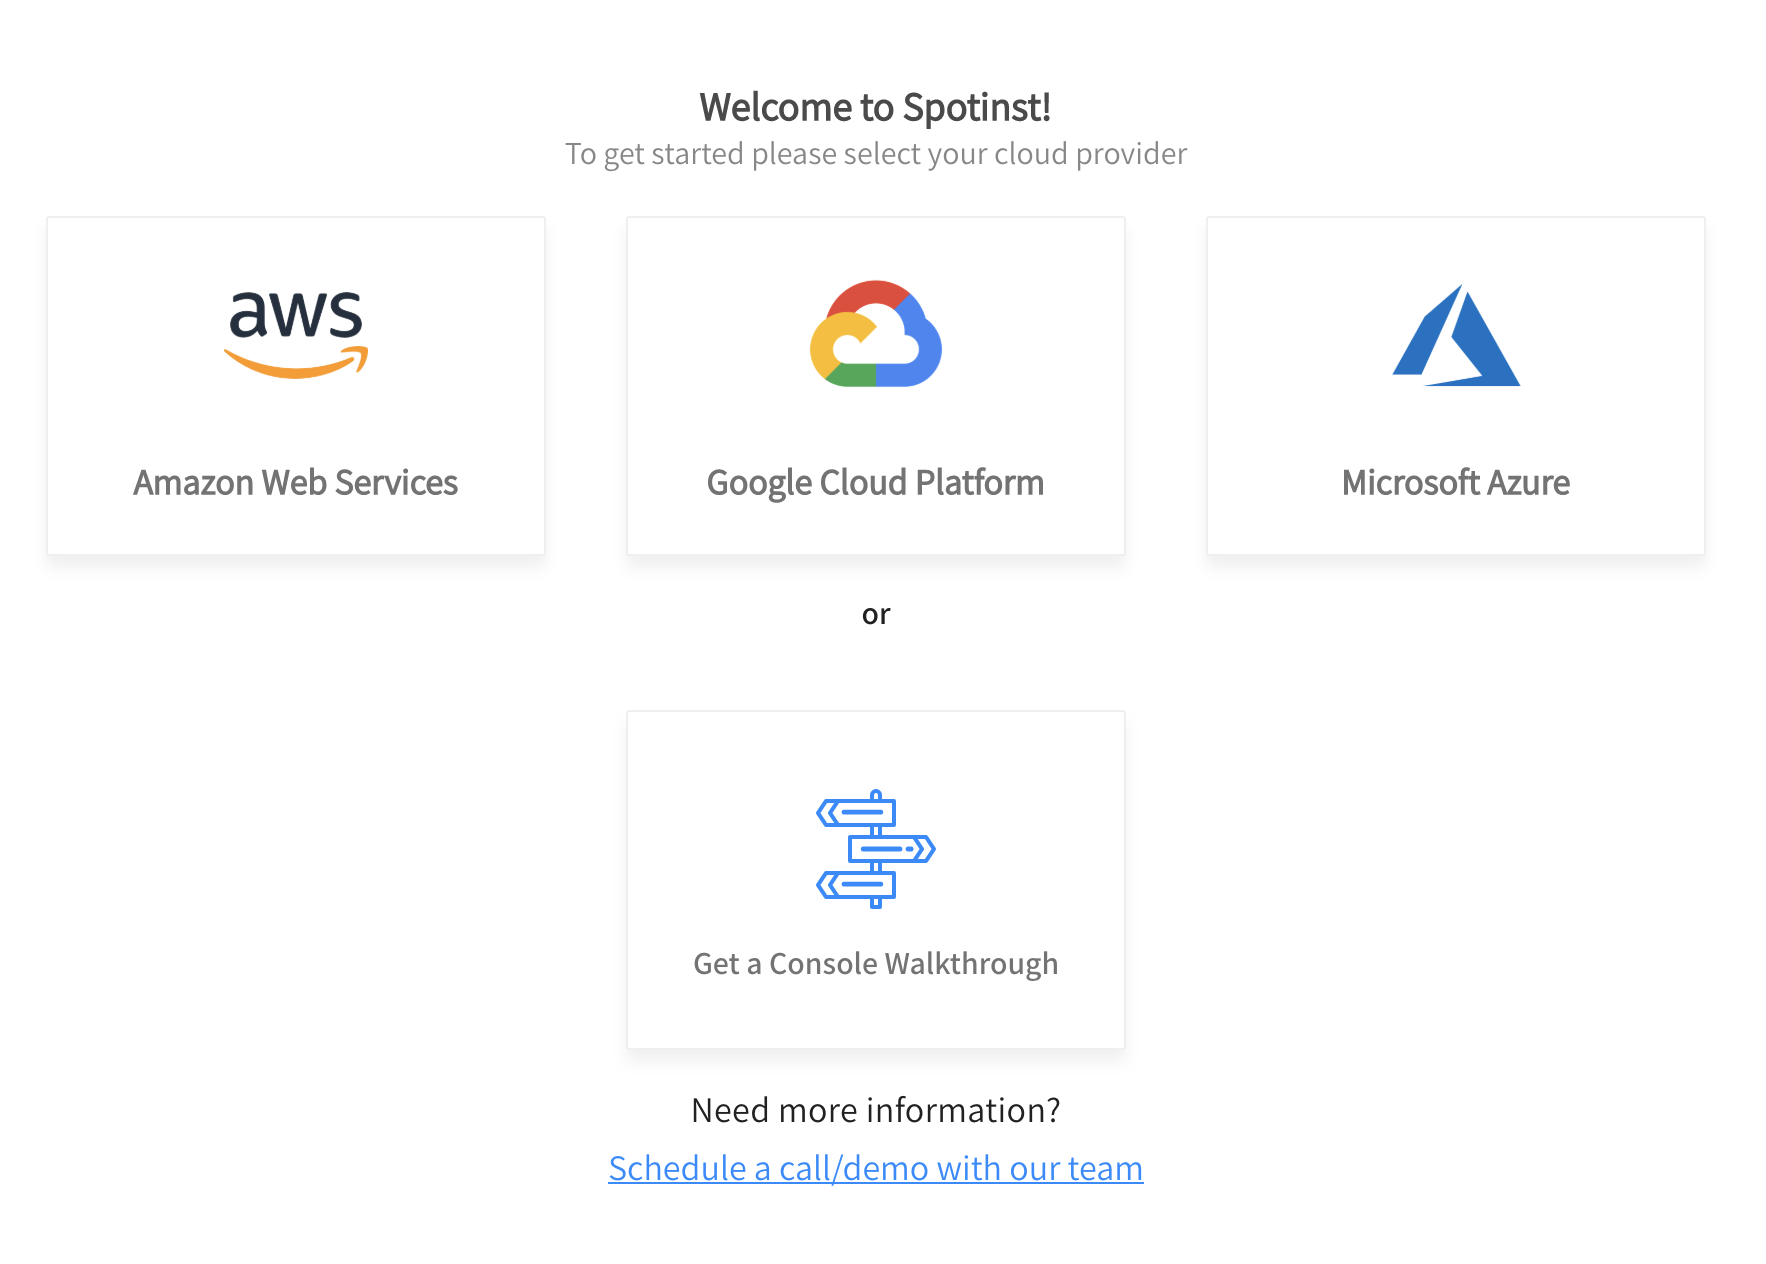 Welcome to Spotinst!
To get started please select your cloud provider
aws
Amazon Web Services
Google Cloud Platform
Microsoft Azure
or
Get a Console Walkthrough
Need more information?
Schedule a call/demo with our team